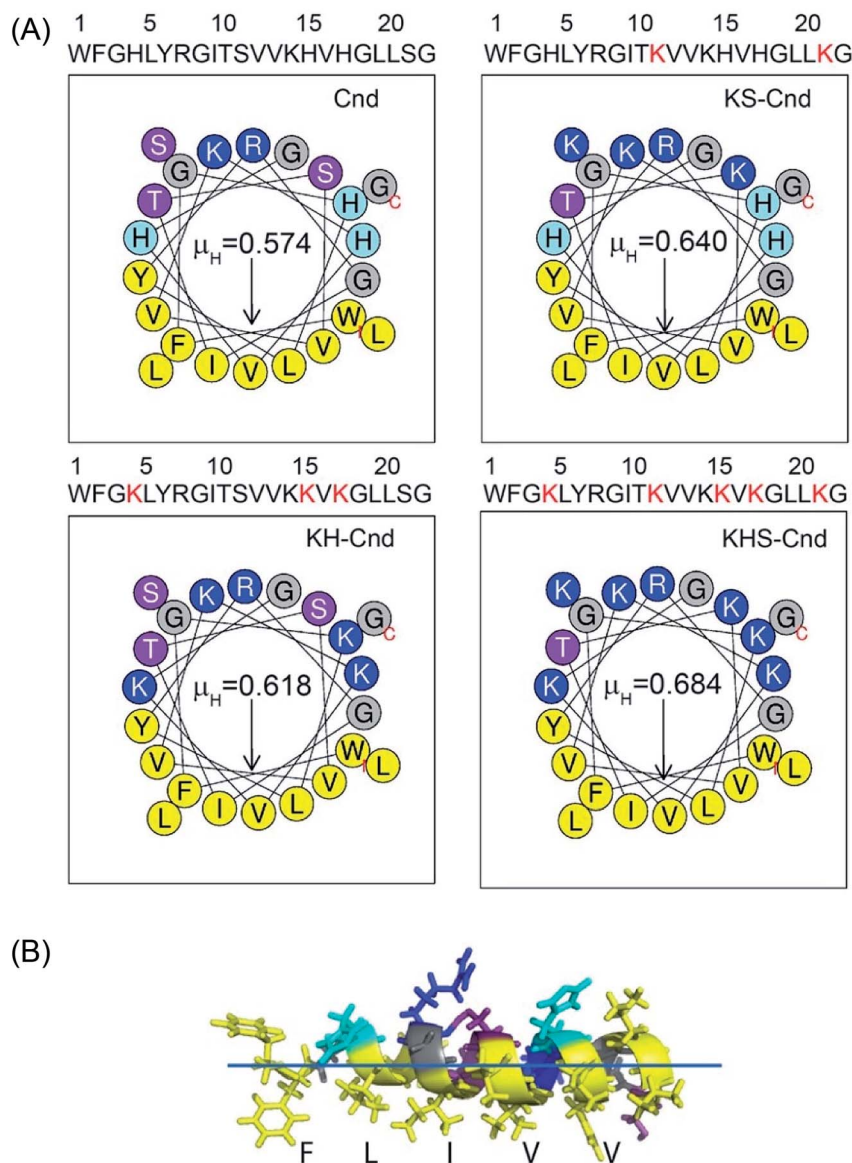 (A)
1 5 10 15 20
WFGHLYRGITSVVKHVHGLLSG
Cnd
S K R G
G S
T H G
C
H H
μH=0.574
Y G
V W L
F V
L I V L
1 5 10 15 20
WFGHLYRGITKVVKHVHGLLKG
KS-Cnd
K K R G
G K
T H G
C
H H
μH=0.640
Y G
V W L
F V
L I V L
1 5 10 15 20
WFGKLYRGITSVVKKVKGLLSG
KH-Cnd
S K R G
G S
T K G
C
K K
μH=0.618
Y G
V W L
F V
L I V L
1 5 10 15 20
WFGKLYRGITKVVKKVKGLLKG
KHS-Cnd
K K R G
G K
T K G
C
K K
μH=0.684
Y G
V W L
F V
L I V L
(B)
F L I V V